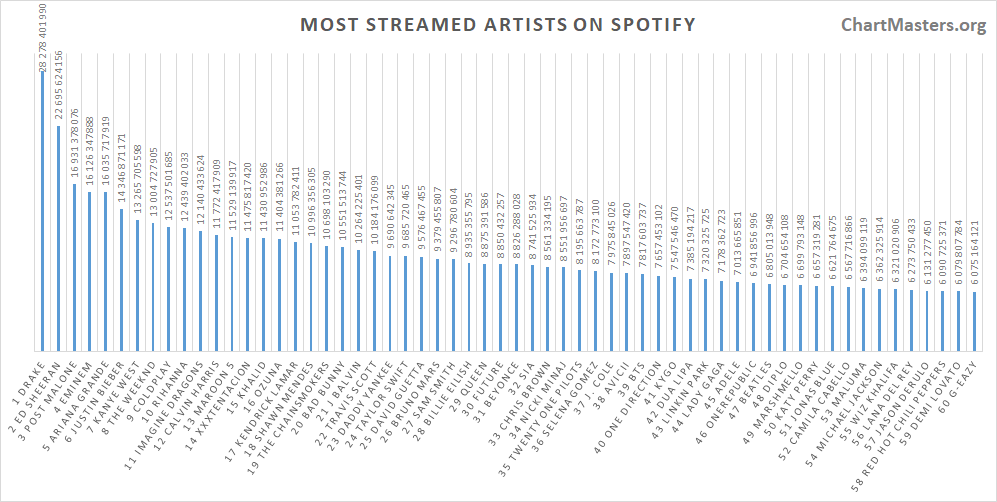 MOST STREAMED ARTISTS ON SPOTIFY
ChartMasters.org
28 278 401 990
22 695 624 156
16 931 378 076
16 126 347888
16 035 717 919
14 346 871 171
13 265 705 598
13 004 727 905
12 537 501 685
12 439 402 033
12 140 433 624
11 772 417 909
11 529 139 917
11 475 817 420
11 430 952 986
11 404 381 266
11 053 782 411
10 996 356 305
10 698 103 290
10 551 513 744
10 264 225 401
10 184 176 099
9 690 642 345
9 685 720 465
9 576 467 455
9 379 455 807
9 296 780 604
8 935 355 795
8 875 391 586
8 850 432 257
8 826 288 028
8 741 525 934
8 561 334 195
8 551 956 697
8 195 663 787
8 172 773 100
7 975 845 026
7 897 547 420
7 817 603 737
7 657 453 102
7 547 546 470
7 385 194 217
7 320 325 725
7 178 362 723
7 013 665 851
6 941 856 996
6 805 013 948
6 704 654 108
6 699 793 148
6 657 319 281
6 621 764 675
6 567 716 866
6 394 099 119
6 362 325 914
6 321 020 906
6 273 750 433
6 131 277 450
6 090 725 371
6 079 807 784
6 075 164 121
1 DRAKE
2 ED SHEERAN
3 POST MALONE
4 EMINEM
5 ARIANA GRANDE
6 JUSTIN BIEBER
7 KANYE WEST
8 THE WEEKND
9 COLDPLAY
10 RIHANNA
11 IMAGINE DRAGONS
12 CALVIN HARRIS
13 MAROON 5
14 XXXTENTACION
15 KHALID
16 OZUNA
17 KENDRICK LAMAR
18 SHAWN MENDES
19 THE CHAINSMOKERS
20 BAD BUNNY
21 J BALVIN
22 TRAVIS SCOTT
23 DADDY YANKEE
24 TAYLOR SWIFT
25 DAVID GUETTA
26 BRUNO MARS
27 SAM SMITH
28 BILLIE EILISH
29 QUEEN
30 FUTURE
31 BEYONCE
32 SIA
33 CHRIS BROWN
34 NICKI MINAJ
35 TWENTY ONE PILOTS
36 SELENA GOMEZ
37 J. COLE
38 AVICII
39 BTS
40 ONE DIRECTION
41 KYGO
42 DUA LIPA
43 LINKIN PARK
44 LADY GAGA
45 ADELE
46 ONEREPUBLIC
47 BEATLES
48 DIPLO
49 MARSHMELLO
50 KATY PERRY
51 JONAS BLUE
52 CAMILA CABELLO
53 MALUMA
54 MICHAEL JACKSON
55 WIZ KHALIFA
56 LANA DEL REY
57 JASON DERULO
58 RED HOT CHILI PEPPERS
59 DEMI LOVATO
60 G-EAZY